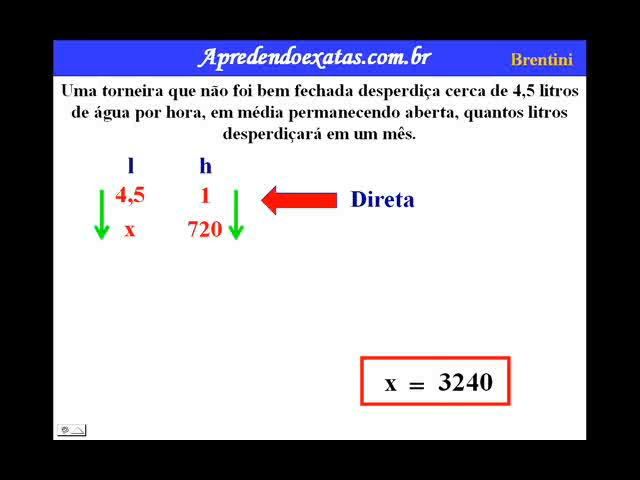 Apredendoexatas.com.br
Brentini
Uma torneira que não foi bem fechada desperdiça cerca de 4,5 litros
de água por hora, em média permanecendo aberta, quantos litros
desperdiçará em um mês.
l h
4,5 1
Direta
x 720
x = 3240